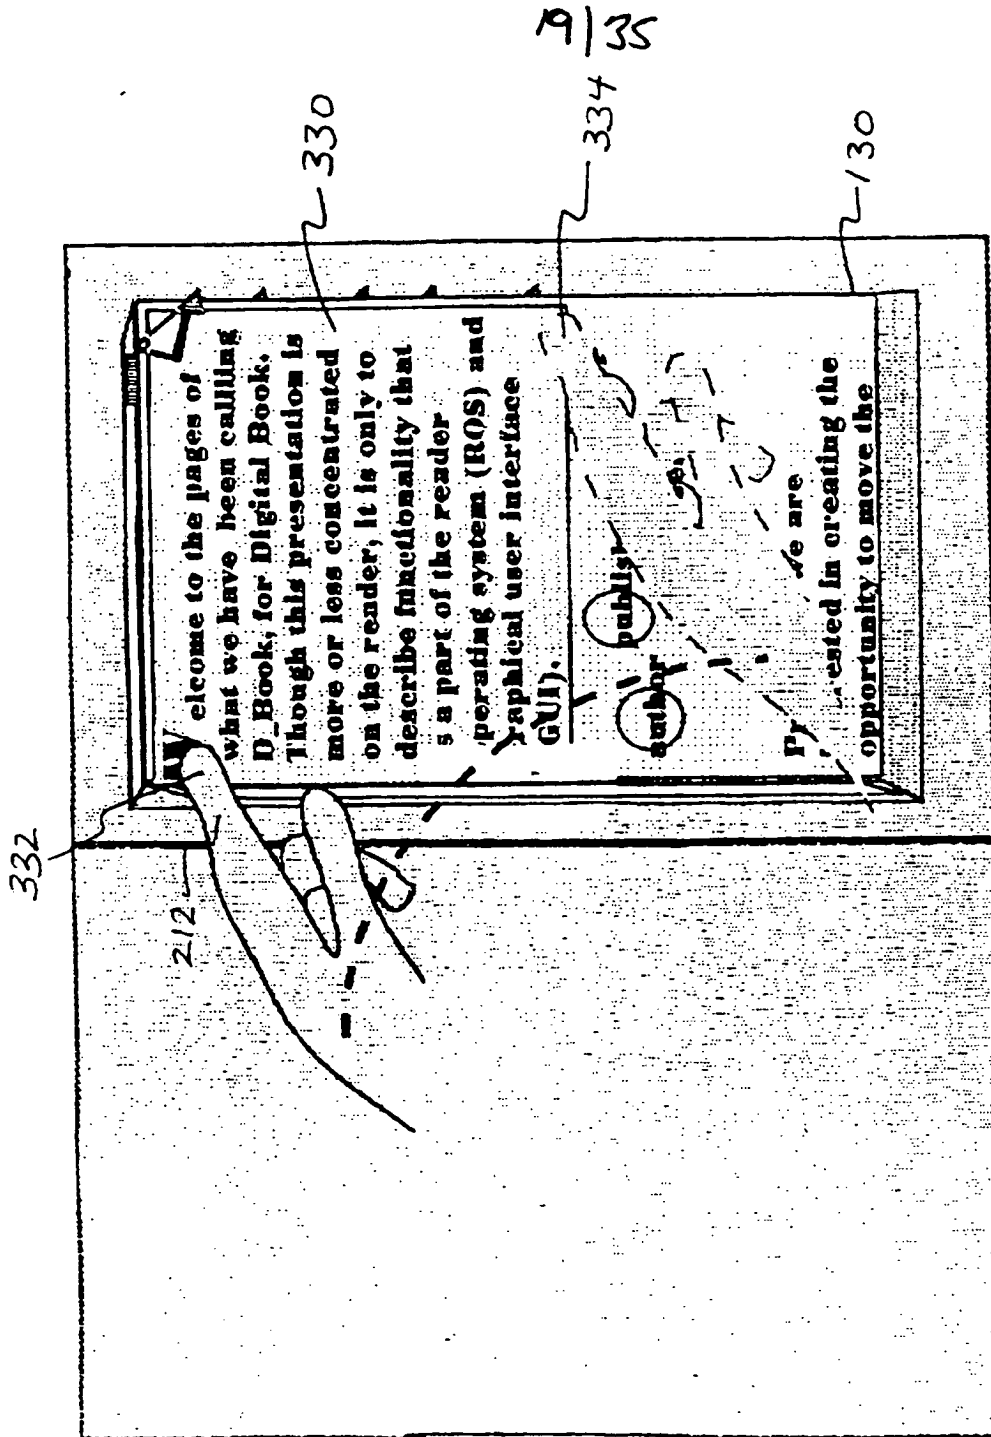 19/35
332
212
330
334
130
elcome to the pages of
what we have been calling
D_Book, for Digital Book.
Though this presentation is
more or less concentrated
on the reader, it is only to
describe functionality that
s a part of the reader
perating system (ROS) and
raphical user interface
GUI).
author publis
We are
ested in creating the
opportunity to move the